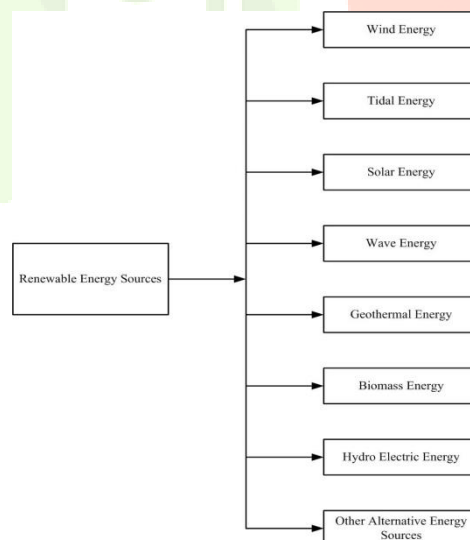 Wind Energy
Tidal Energy
Solar Energy
Wave Energy
Renewable Energy Sources
Geothermal Energy
Biomass Energy
Hydro Electric Energy
Other Alternative Energy
Sources